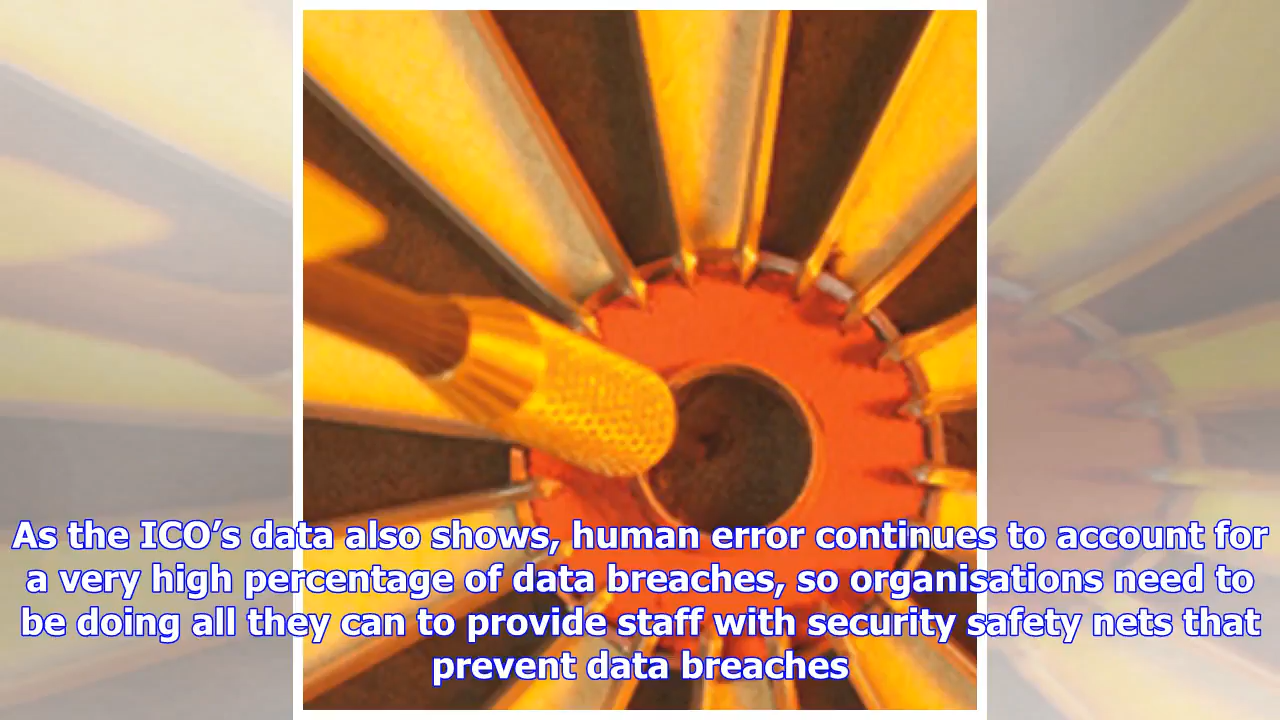 As the ICO’s data also shows, human error continues to account for
a very high percentage of data breaches, so organisations need to
be doing all they can to provide staff with security safety nets that
prevent data breaches